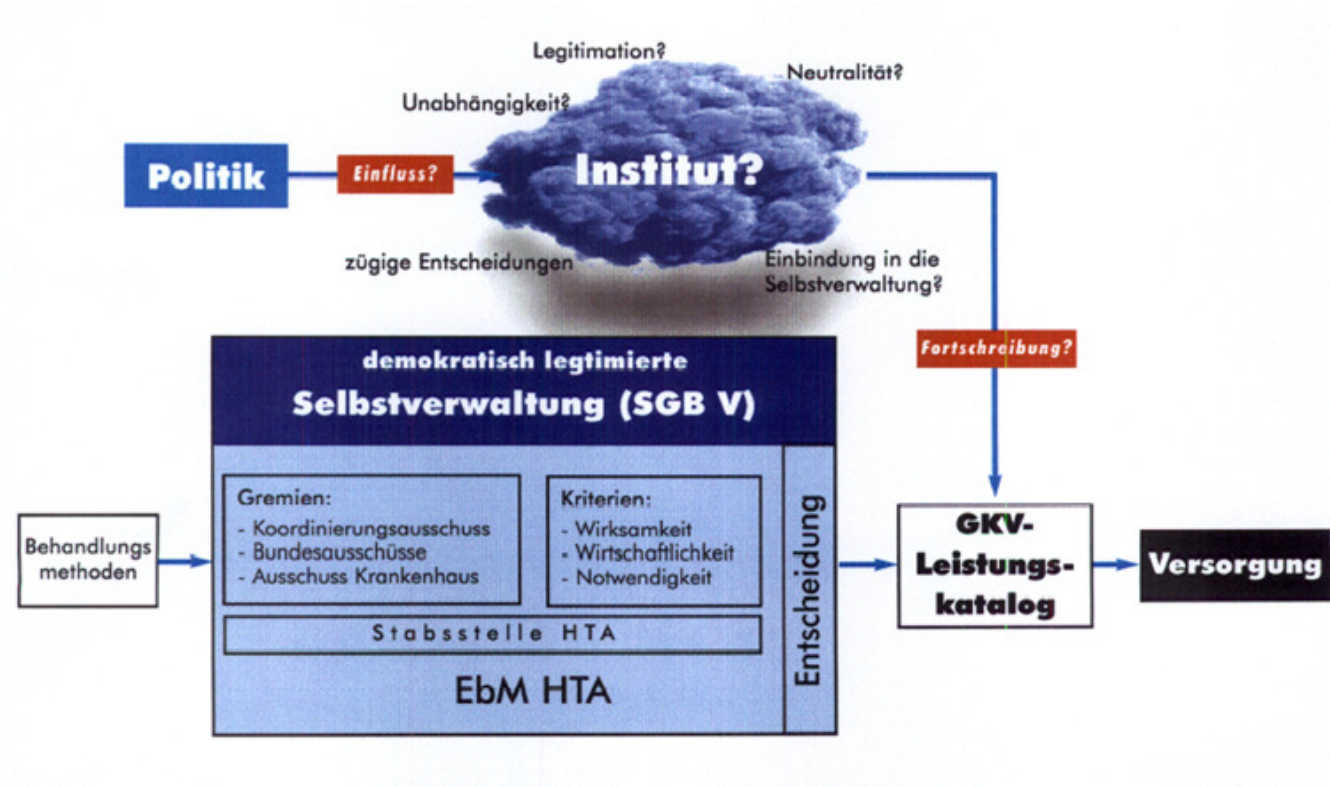 Legitimation?
Neutralität?
Unabhängigkeit?
Politik
Einfluss?
Institut?
zügige Entscheidungen
Einbindung in die
Selbstverwaltung?
Fortschreibung?
demokratisch legtimierte
Selbstverwaltung (SGB V)
Behandlungs
methoden
Gremien:
- Koordinierungsausschuss
- Bundesausschüsse
- Ausschuss Krankenhaus
Kriterien:
- Wirksamkeit
- Wirtschaftlichkeit
- Notwendigkeit
Stabsstelle HTA
EbM HTA
Entscheidung
GKV-
Leistungs-
katalog
Versorgung